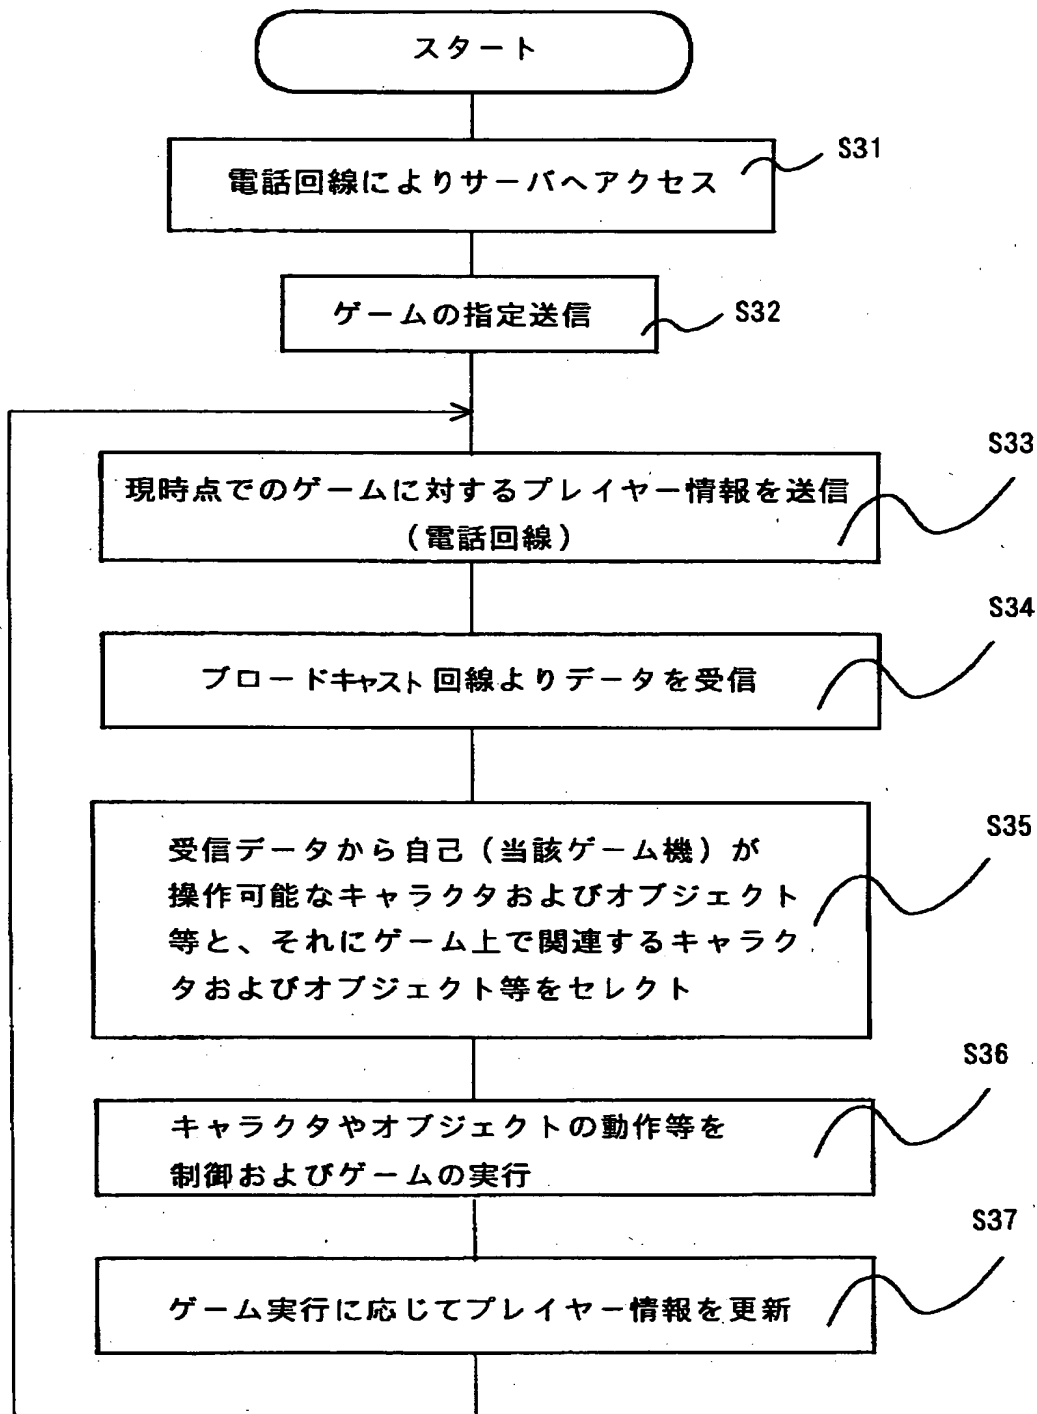 スタート
S31
電話回線によりサーバへアクセス
ゲームの指定送信
S32
S33
現時点でのゲームに対するプレイヤー情報を送信
(電話回線)
S34
ブロードキャスト回線よりデータを受信
S35
受信データから自己(当該ゲーム機)が
操作可能なキャラクタおよびオブジェクト
等と、それにゲーム上で関連するキャラク
タおよびオブジェクト等をセレクト
S36
キャラクタやオブジェクトの動作等を
制御およびゲームの実行
S37
ゲーム実行に応じてプレイヤー情報を更新